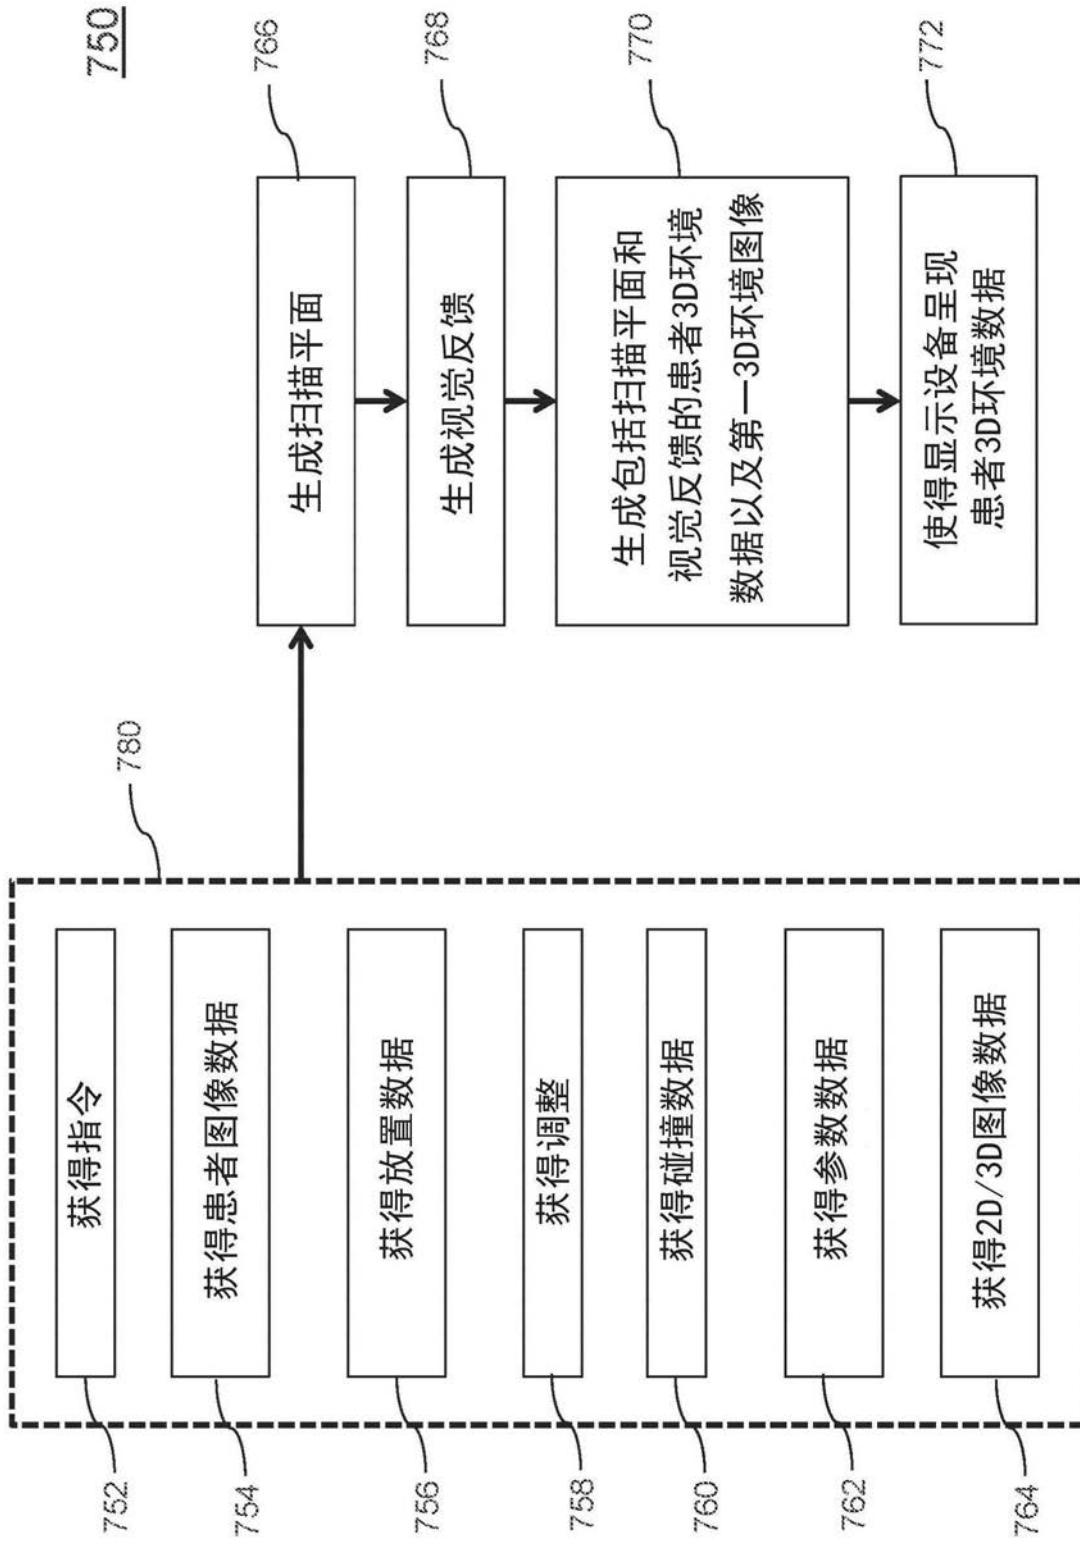 750
780
752
获得指令
754
获得患者图像数据
756
获得放置数据
758
获得调整
760
获得碰撞数据
762
获得参数数据
764
获得2D/3D图像数据
766
生成扫描平面
768
生成视觉反馈
770
生成包括扫描平面和
视觉反馈的患者3D环境
数据以及第一3D环境图像
772
使得显示设备呈现
患者3D环境数据